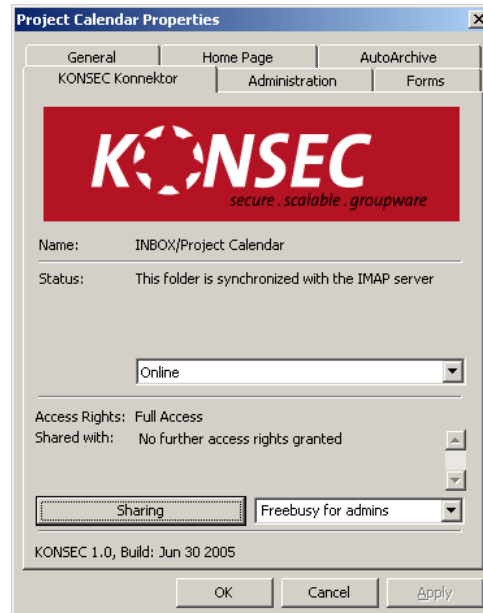 Project Calendar Properties
General Home Page AutoArchive
KONSEC Konnektor Administration Forms
KONSEC
secure . scalable . groupware
Name: INBOX/Project Calendar
Status: This folder is synchronized with the IMAP server
Online
Access Rights: Full Access
Shared with: No further access rights granted
Sharing Freebusy for admins
KONSEC 1.0, Build: Jun 30 2005
OK Cancel Apply